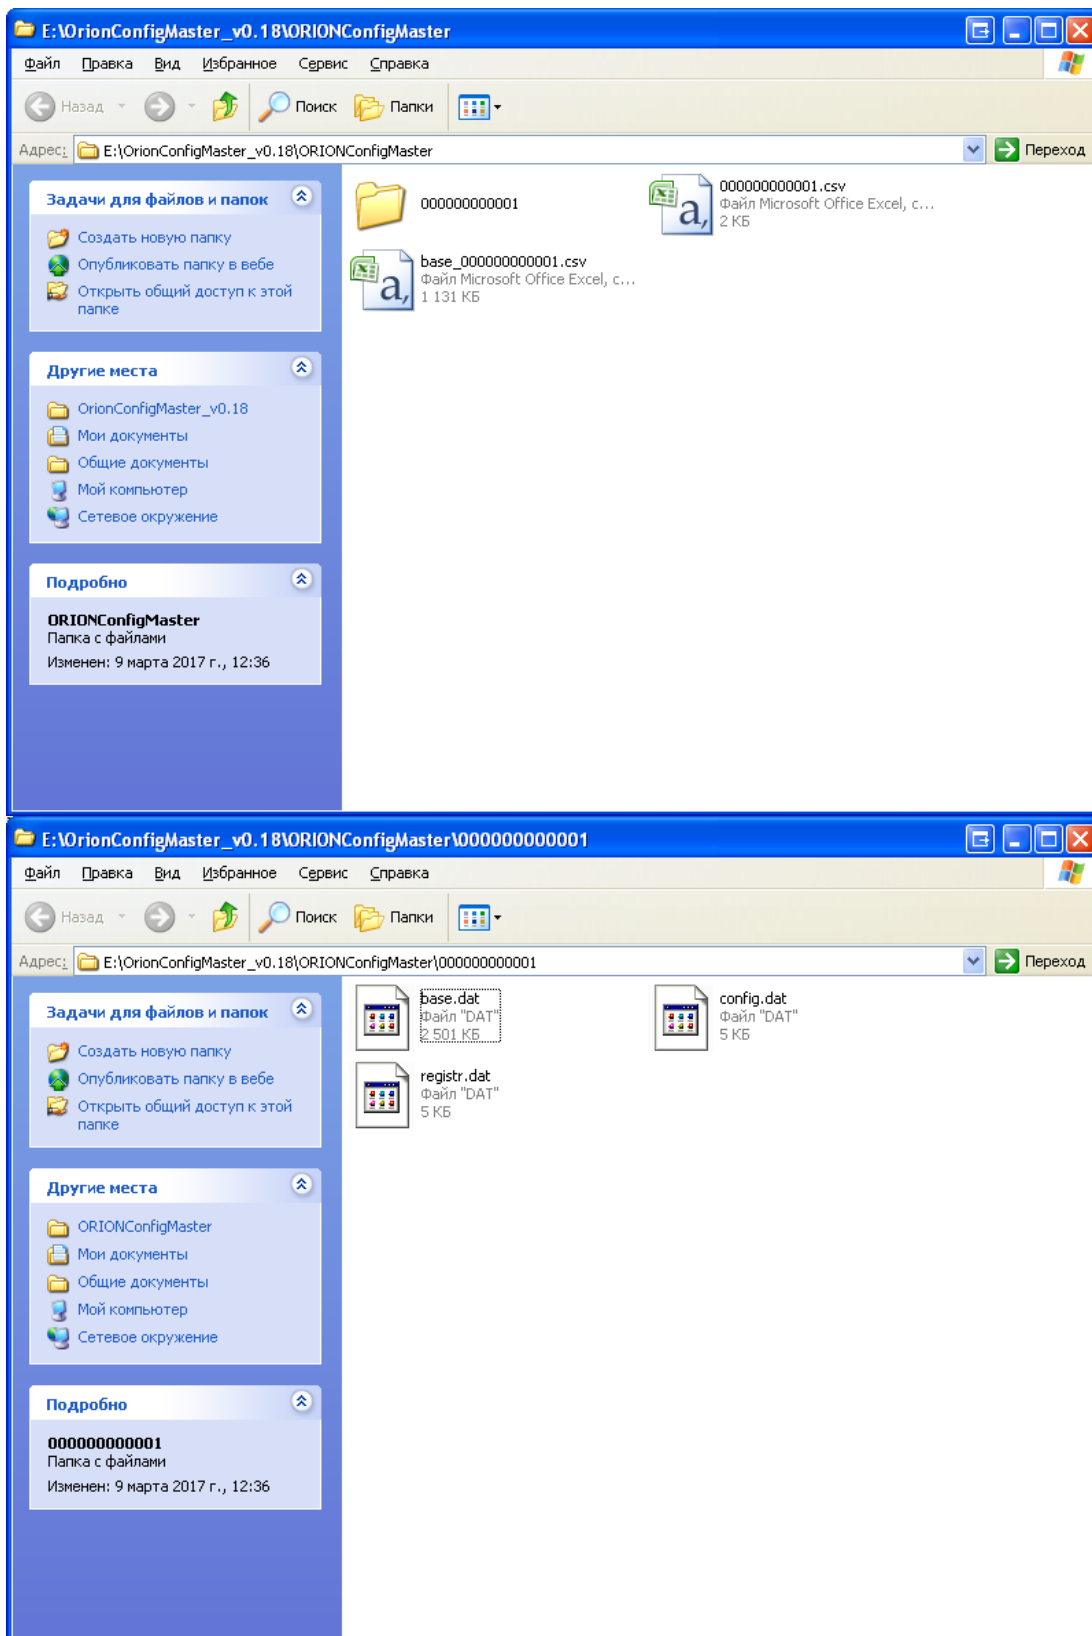 E:\OrionConfigMaster_v0.18\ORIONConfigMaster
Файл Правка Вид Избранное Сервис Справка
Назад Поиск Папки
Адрес: E:\OrionConfigMaster_v0.18\ORIONConfigMaster Переход
Задачи для файлов и папок
Создать новую папку
Опубликовать папку в вебе
Открыть общий доступ к этой
папке
Другие места
OrionConfigMaster_v0.18
Мои документы
Общие документы
Мой компьютер
Сетевое окружение
Подробно
ORIONConfigMaster
Папка с файлами
Изменен: 9 марта 2017 г., 12:36
000000000001
000000000001.csv
Файл Microsoft Office Excel, с...
2 КБ
base_000000000001.csv
Файл Microsoft Office Excel, с...
1 131 КБ
E:\OrionConfigMaster_v0.18\ORIONConfigMaster\000000000001
Файл Правка Вид Избранное Сервис Справка
Назад Поиск Папки
Адрес: E:\OrionConfigMaster_v0.18\ORIONConfigMaster\000000000001 Переход
Задачи для файлов и папок
Создать новую папку
Опубликовать папку в вебе
Открыть общий доступ к этой
папке
Другие места
ORIONConfigMaster
Мои документы
Общие документы
Мой компьютер
Сетевое окружение
Подробно
000000000001
Папка с файлами
Изменен: 9 марта 2017 г., 12:36
base.dat
Файл "DAT"
2 501 КБ
config.dat
Файл "DAT"
5 КБ
registr.dat
Файл "DAT"
5 КБ